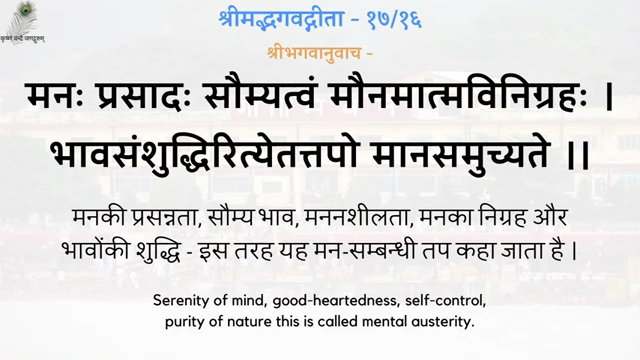 श्रीमद्भगवद्गीता - १७/१६
कृष्णं वन्दे जगद्गुरुम्
श्रीभगवानुवाच -
मनः प्रसादः सौम्यत्वं मौनमात्मविनिग्रहः |
भावसंशुद्धिरित्येतत्तपो मानसमुच्यते ||
मनकी प्रसन्नता, सौम्य भाव, मननशीलता, मनका निग्रह और
भावोंकी शुद्धि - इस तरह यह मन-सम्बन्धी तप कहा जाता है |
Serenity of mind, good-heartedness, self-control,
purity of nature this is called mental austerity.